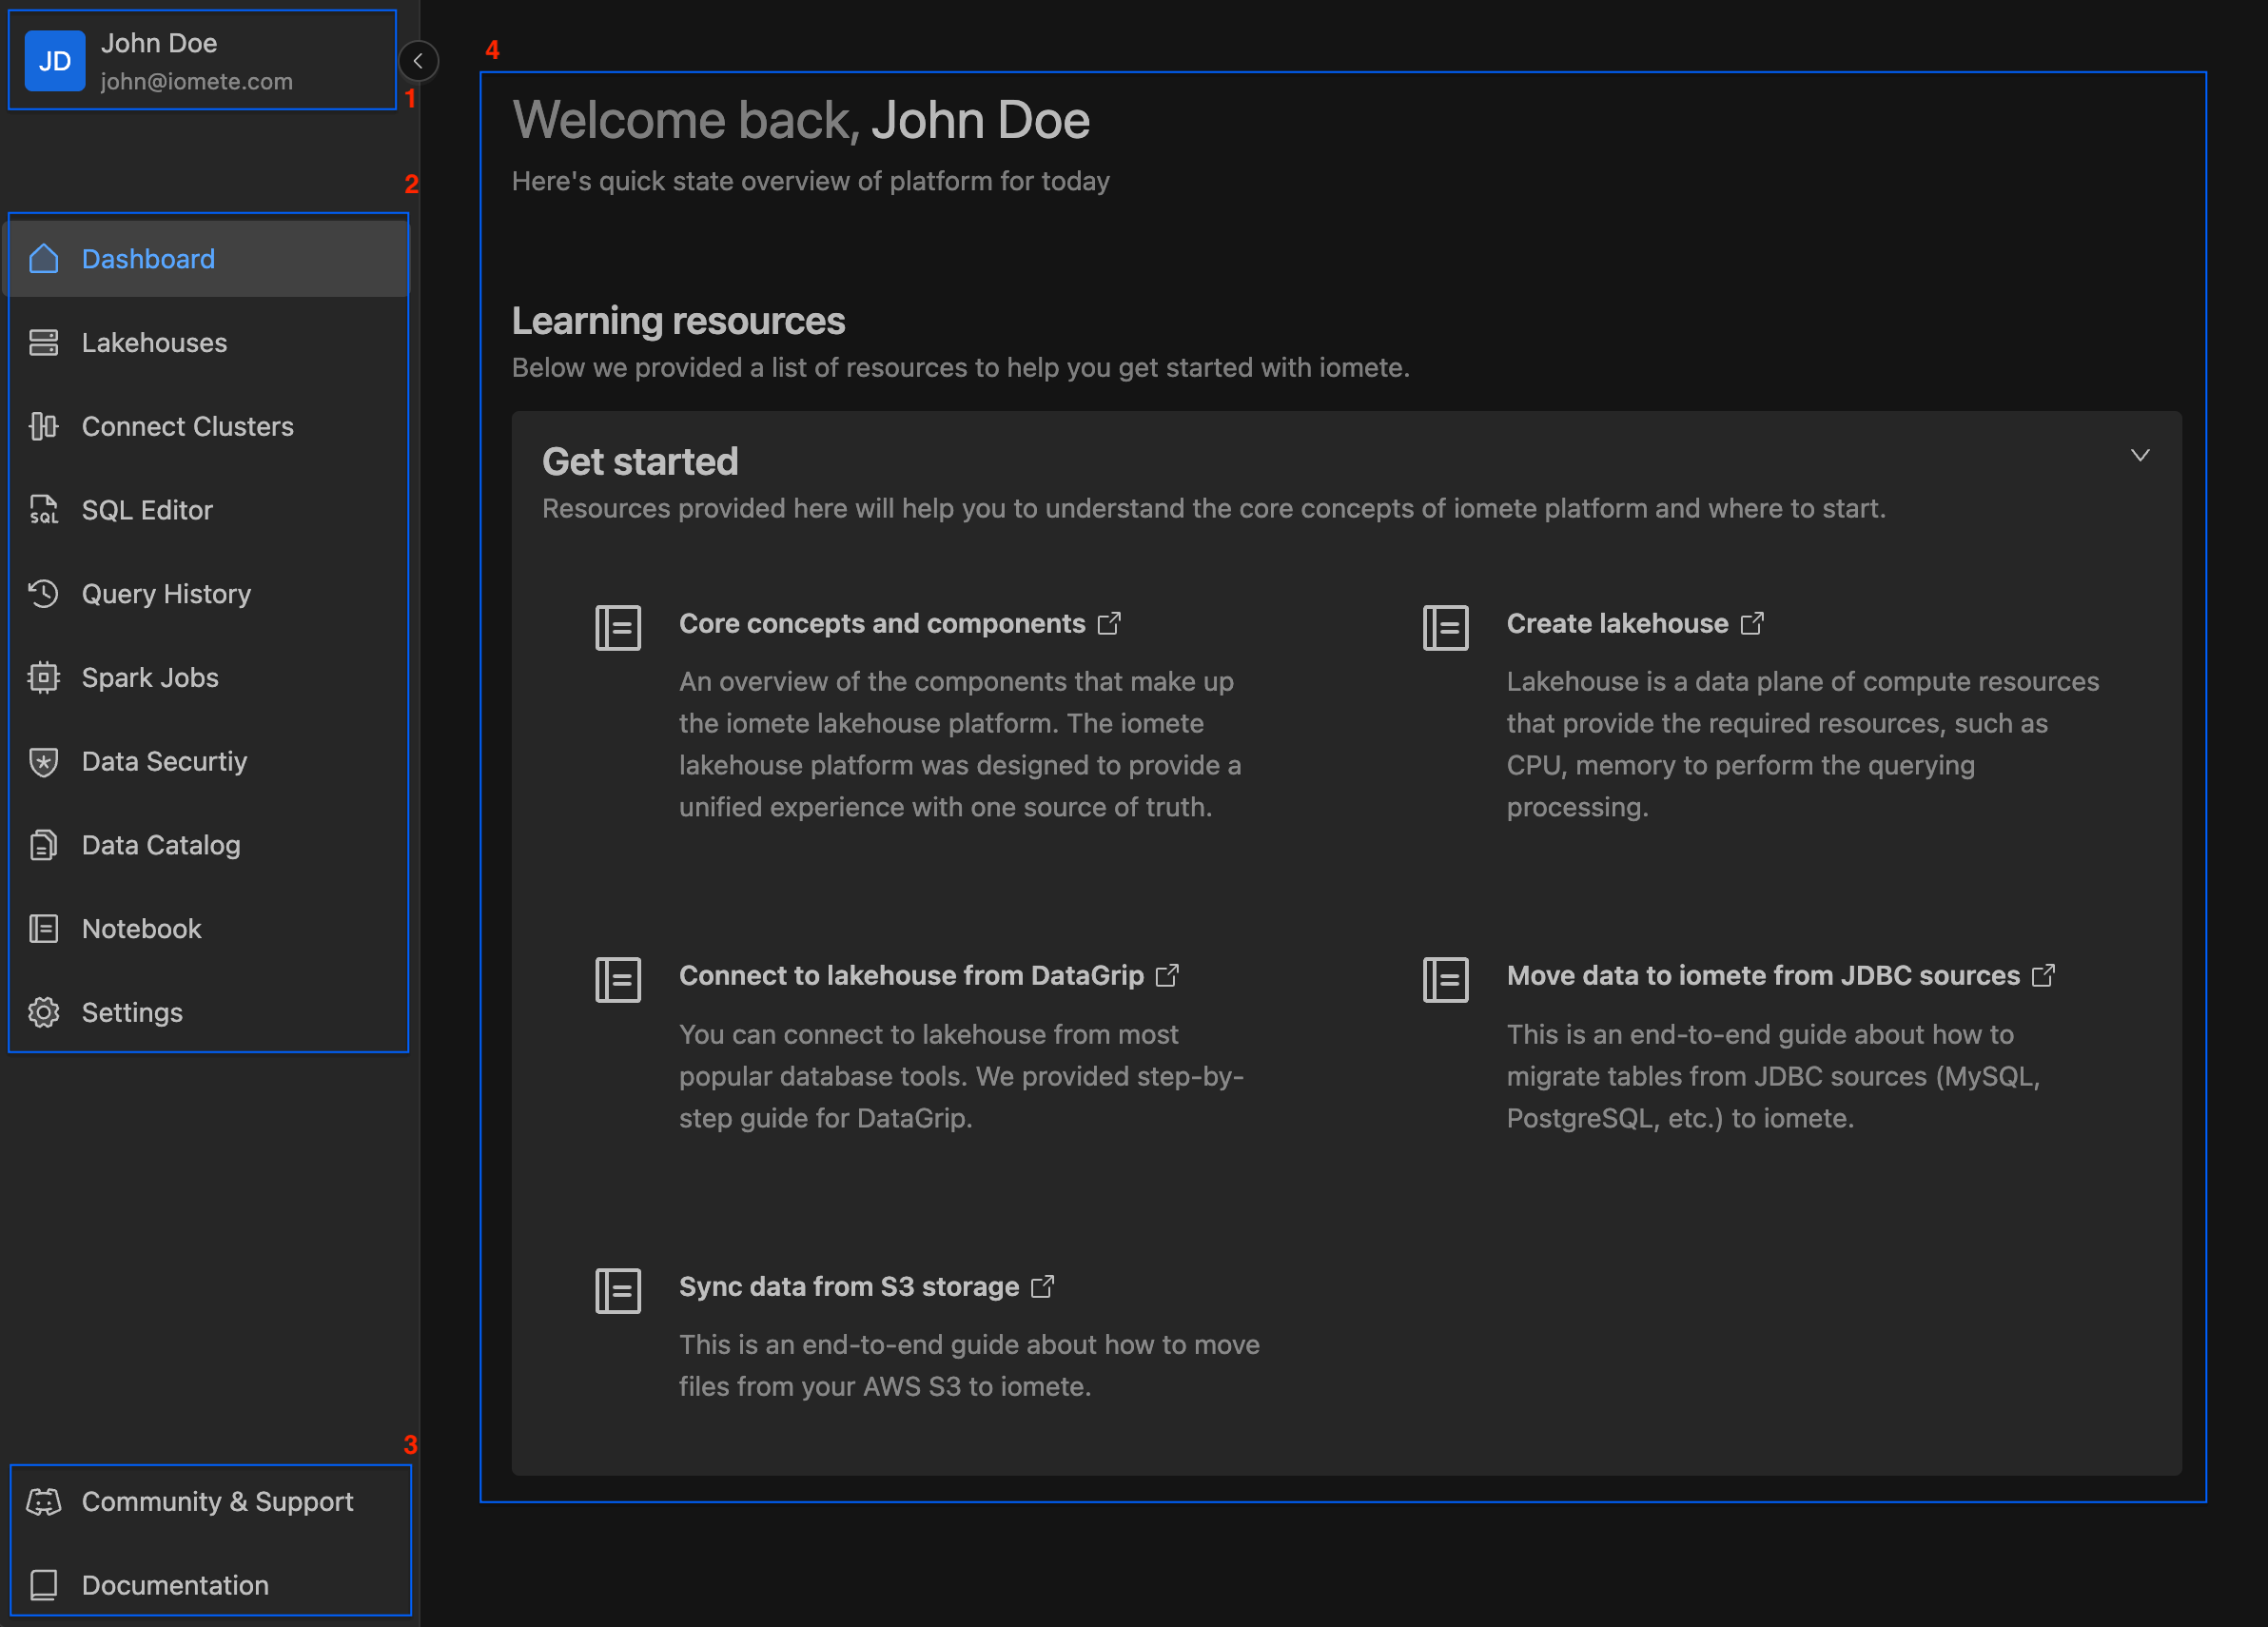 JD
John Doe
john@iomete.com
1
2
Dashboard
Lakehouses
Connect Clusters
SQL
SQL Editor
Query History
Spark Jobs
Data Securtiy
Data Catalog
Notebook
Settings
3
Community & Support
Documentation
4
Welcome back, John Doe
Here's quick state overview of platform for today
Learning resources
Below we provided a list of resources to help you get started with iomete.
Get started
Resources provided here will help you to understand the core concepts of iomete platform and where to start.
Core concepts and components
An overview of the components that make up
the iomete lakehouse platform. The iomete
lakehouse platform was designed to provide a
unified experience with one source of truth.
Create lakehouse
Lakehouse is a data plane of compute resources
that provide the required resources, such as
CPU, memory to perform the querying
processing.
Connect to lakehouse from DataGrip
You can connect to lakehouse from most
popular database tools. We provided step-by-
step guide for DataGrip.
Move data to iomete from JDBC sources
This is an end-to-end guide about how to
migrate tables from JDBC sources (MySQL,
PostgreSQL, etc.) to iomete.
Sync data from S3 storage
This is an end-to-end guide about how to move
files from your AWS S3 to iomete.